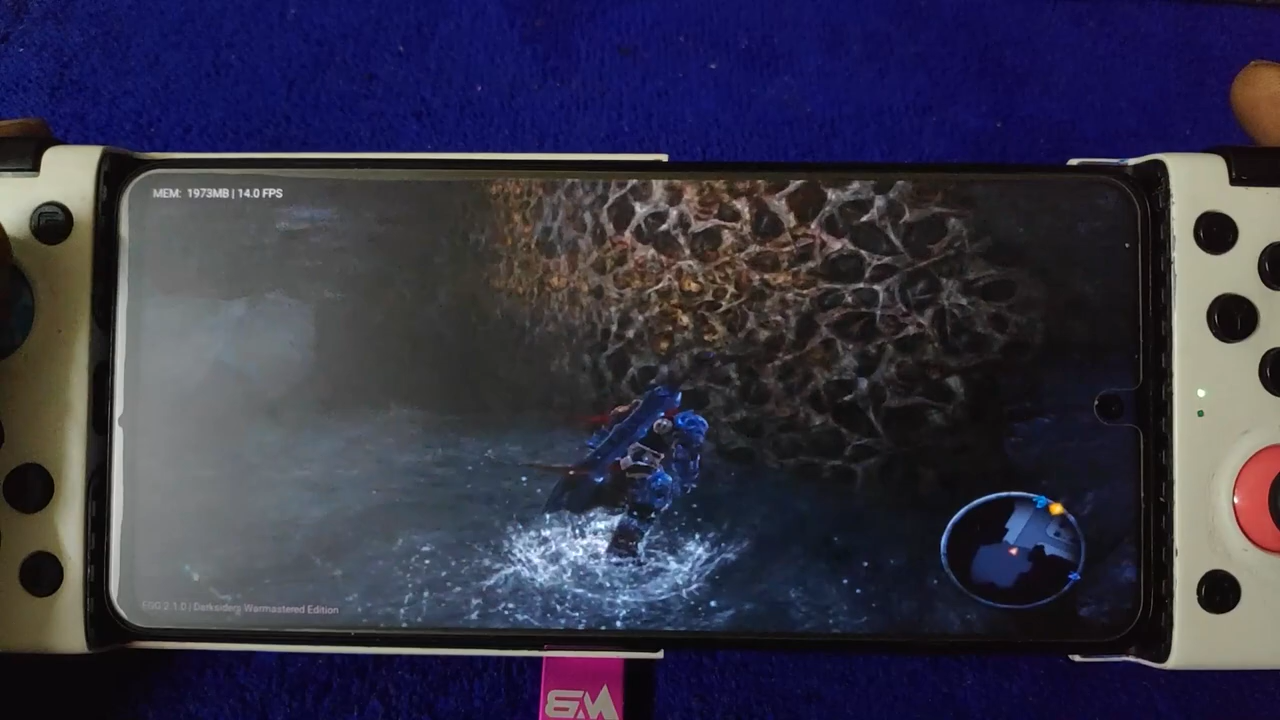 MEM: 1973MB | 14.0 FPS
EGG 2.1.0 | Darksiders Warmastered Edition